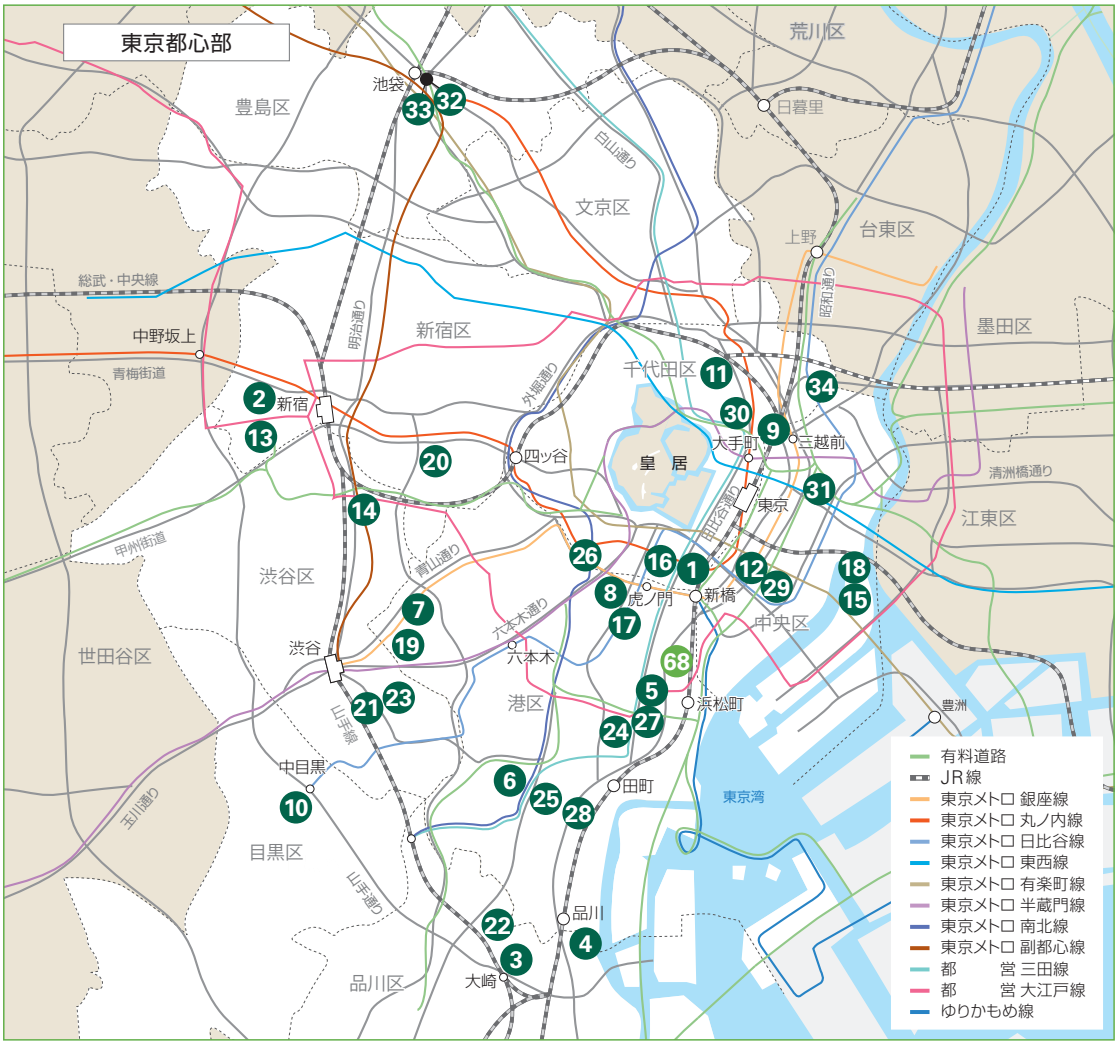 東京都心部
荒川区
池袋
33
32
豊島区
日暮里
白山通り
文京区
上野
台東区
総武・中央線
昭和通り
明治通り
新宿区
墨田区
中野坂上
青梅街道
外堀通り
千代田区
11
34
2
新宿
30
9
三越前
13
大手町
四ッ谷
皇 居
20
清洲橋通り
31
東京
14
日比谷通り
江東区
甲州街道
青山通り
26
16
1
12
18
渋谷区
8
虎ノ門
新橋
29
15
7
六本木通り
17
中央区
19
渋谷
六本木
世田谷区
68
5
21
23
山手線
港区
浜松町
27
24
豊洲
中目黒
6
田町
10
25
28
東京湾
玉川通り
目黒区
山手通り
22
品川
4
3
大崎
品川区
有料道路
JR線
東京メトロ 銀座線
東京メトロ 丸ノ内線
東京メトロ 日比谷線
東京メトロ 東西線
東京メトロ 有楽町線
東京メトロ 半蔵門線
東京メトロ 南北線
東京メトロ 副都心線
都 営 三田線
都 営 大江戸線
ゆりかもめ線